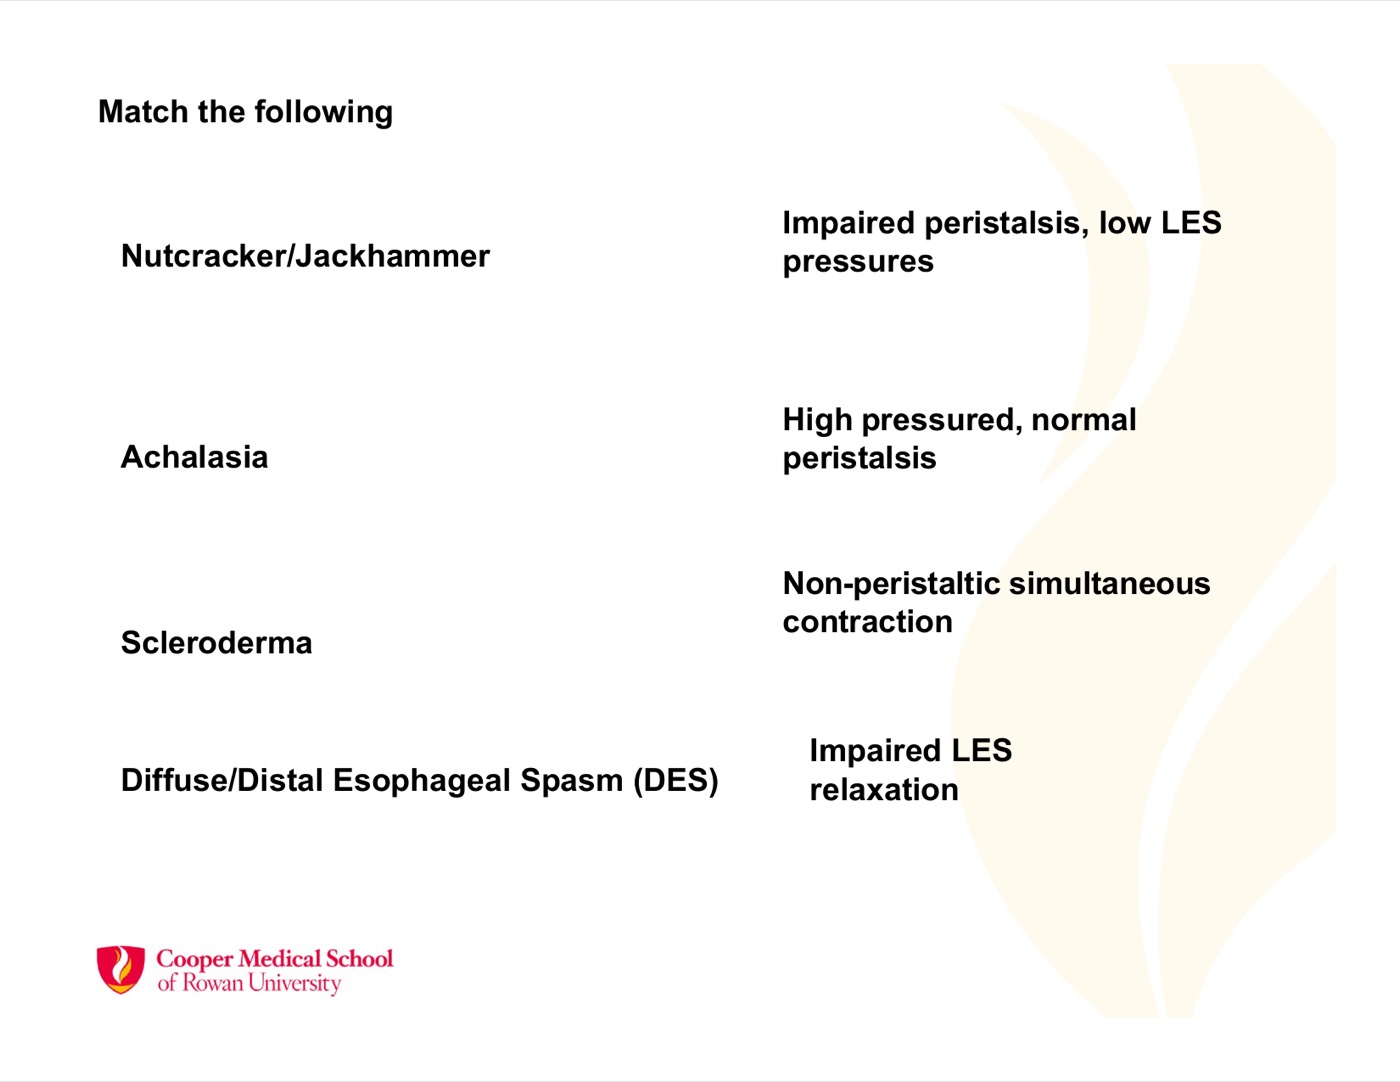 Match the following
Nutcracker/Jackhammer
Impaired peristalsis, low LES
pressures
Achalasia
High pressured, normal
peristalsis
Scleroderma
Non-peristaltic simultaneous
contraction
Diffuse/Distal Esophageal Spasm (DES)
Impaired LES
relaxation
Cooper Medical School
of Rowan University